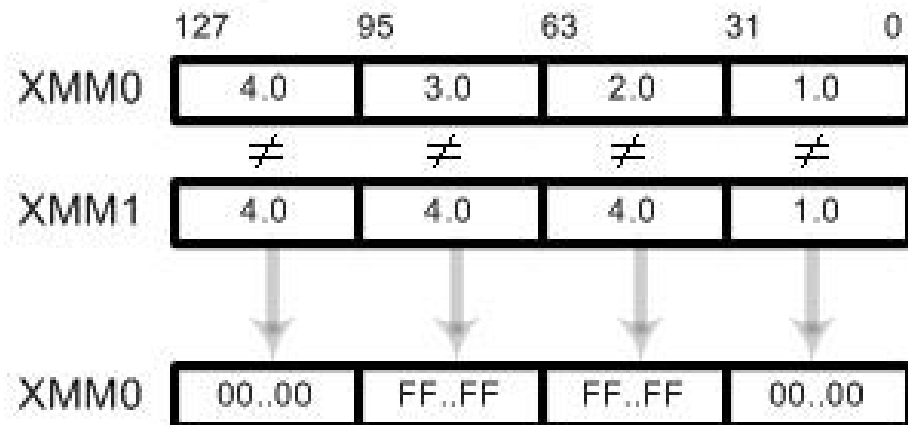 127 95 63 31 0
XMM0 4.0 3.0 2.0 1.0
≠ ≠ ≠ ≠
XMM1 4.0 4.0 4.0 1.0
XMM0 00..00 FF..FF FF..FF 00..00